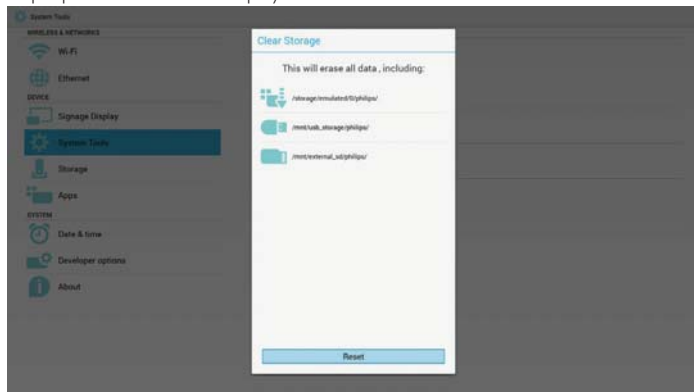 System Tools
WIRELESS & NETWORKS
Wi-Fi
Ethernet
DEVICE
Signage Display
System Tools
Storage
Apps
SYSTEM
Date & time
Developer options
About
Clear Storage
This will erase all data , including:
/storage/emulated/0/philips/
/mnt/usb_storage/philips/
/mnt/external_sd/philips/
Reset